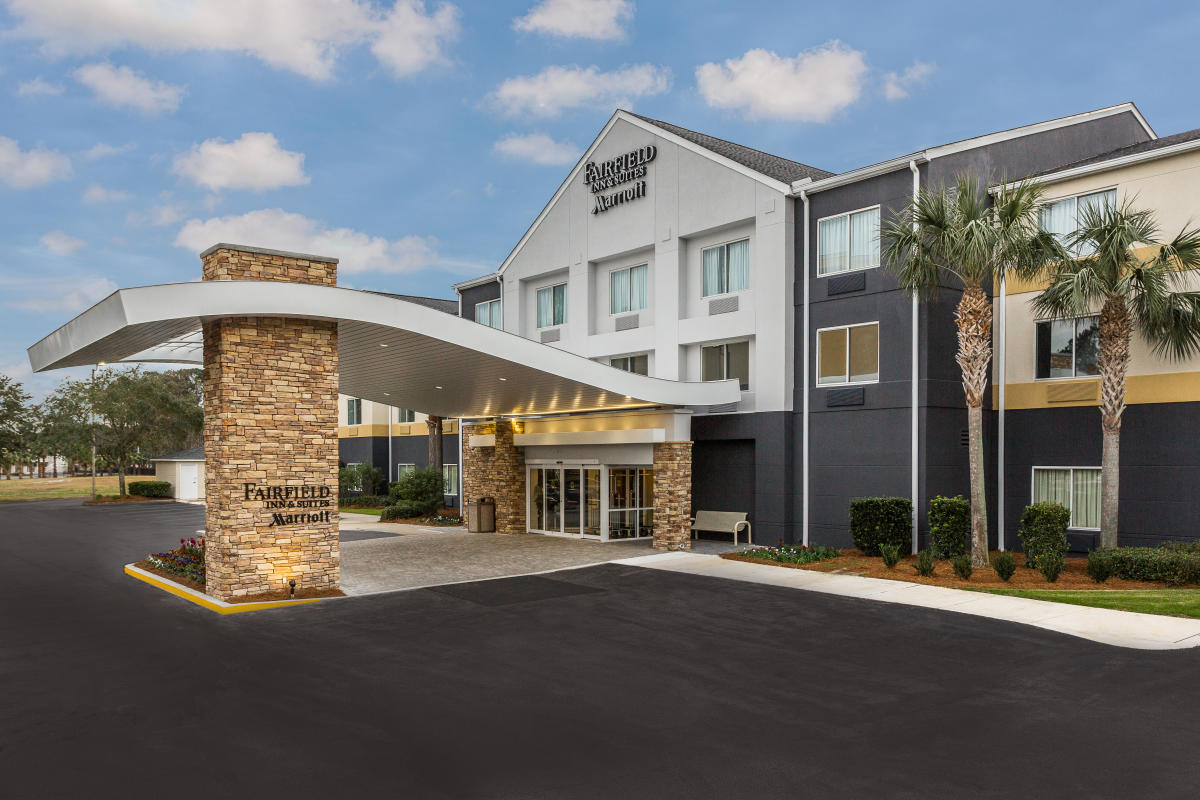 FAIRFIELD
INN & SUITES
Marriott
FAIRFIELD
INN & SUITES
Marriott